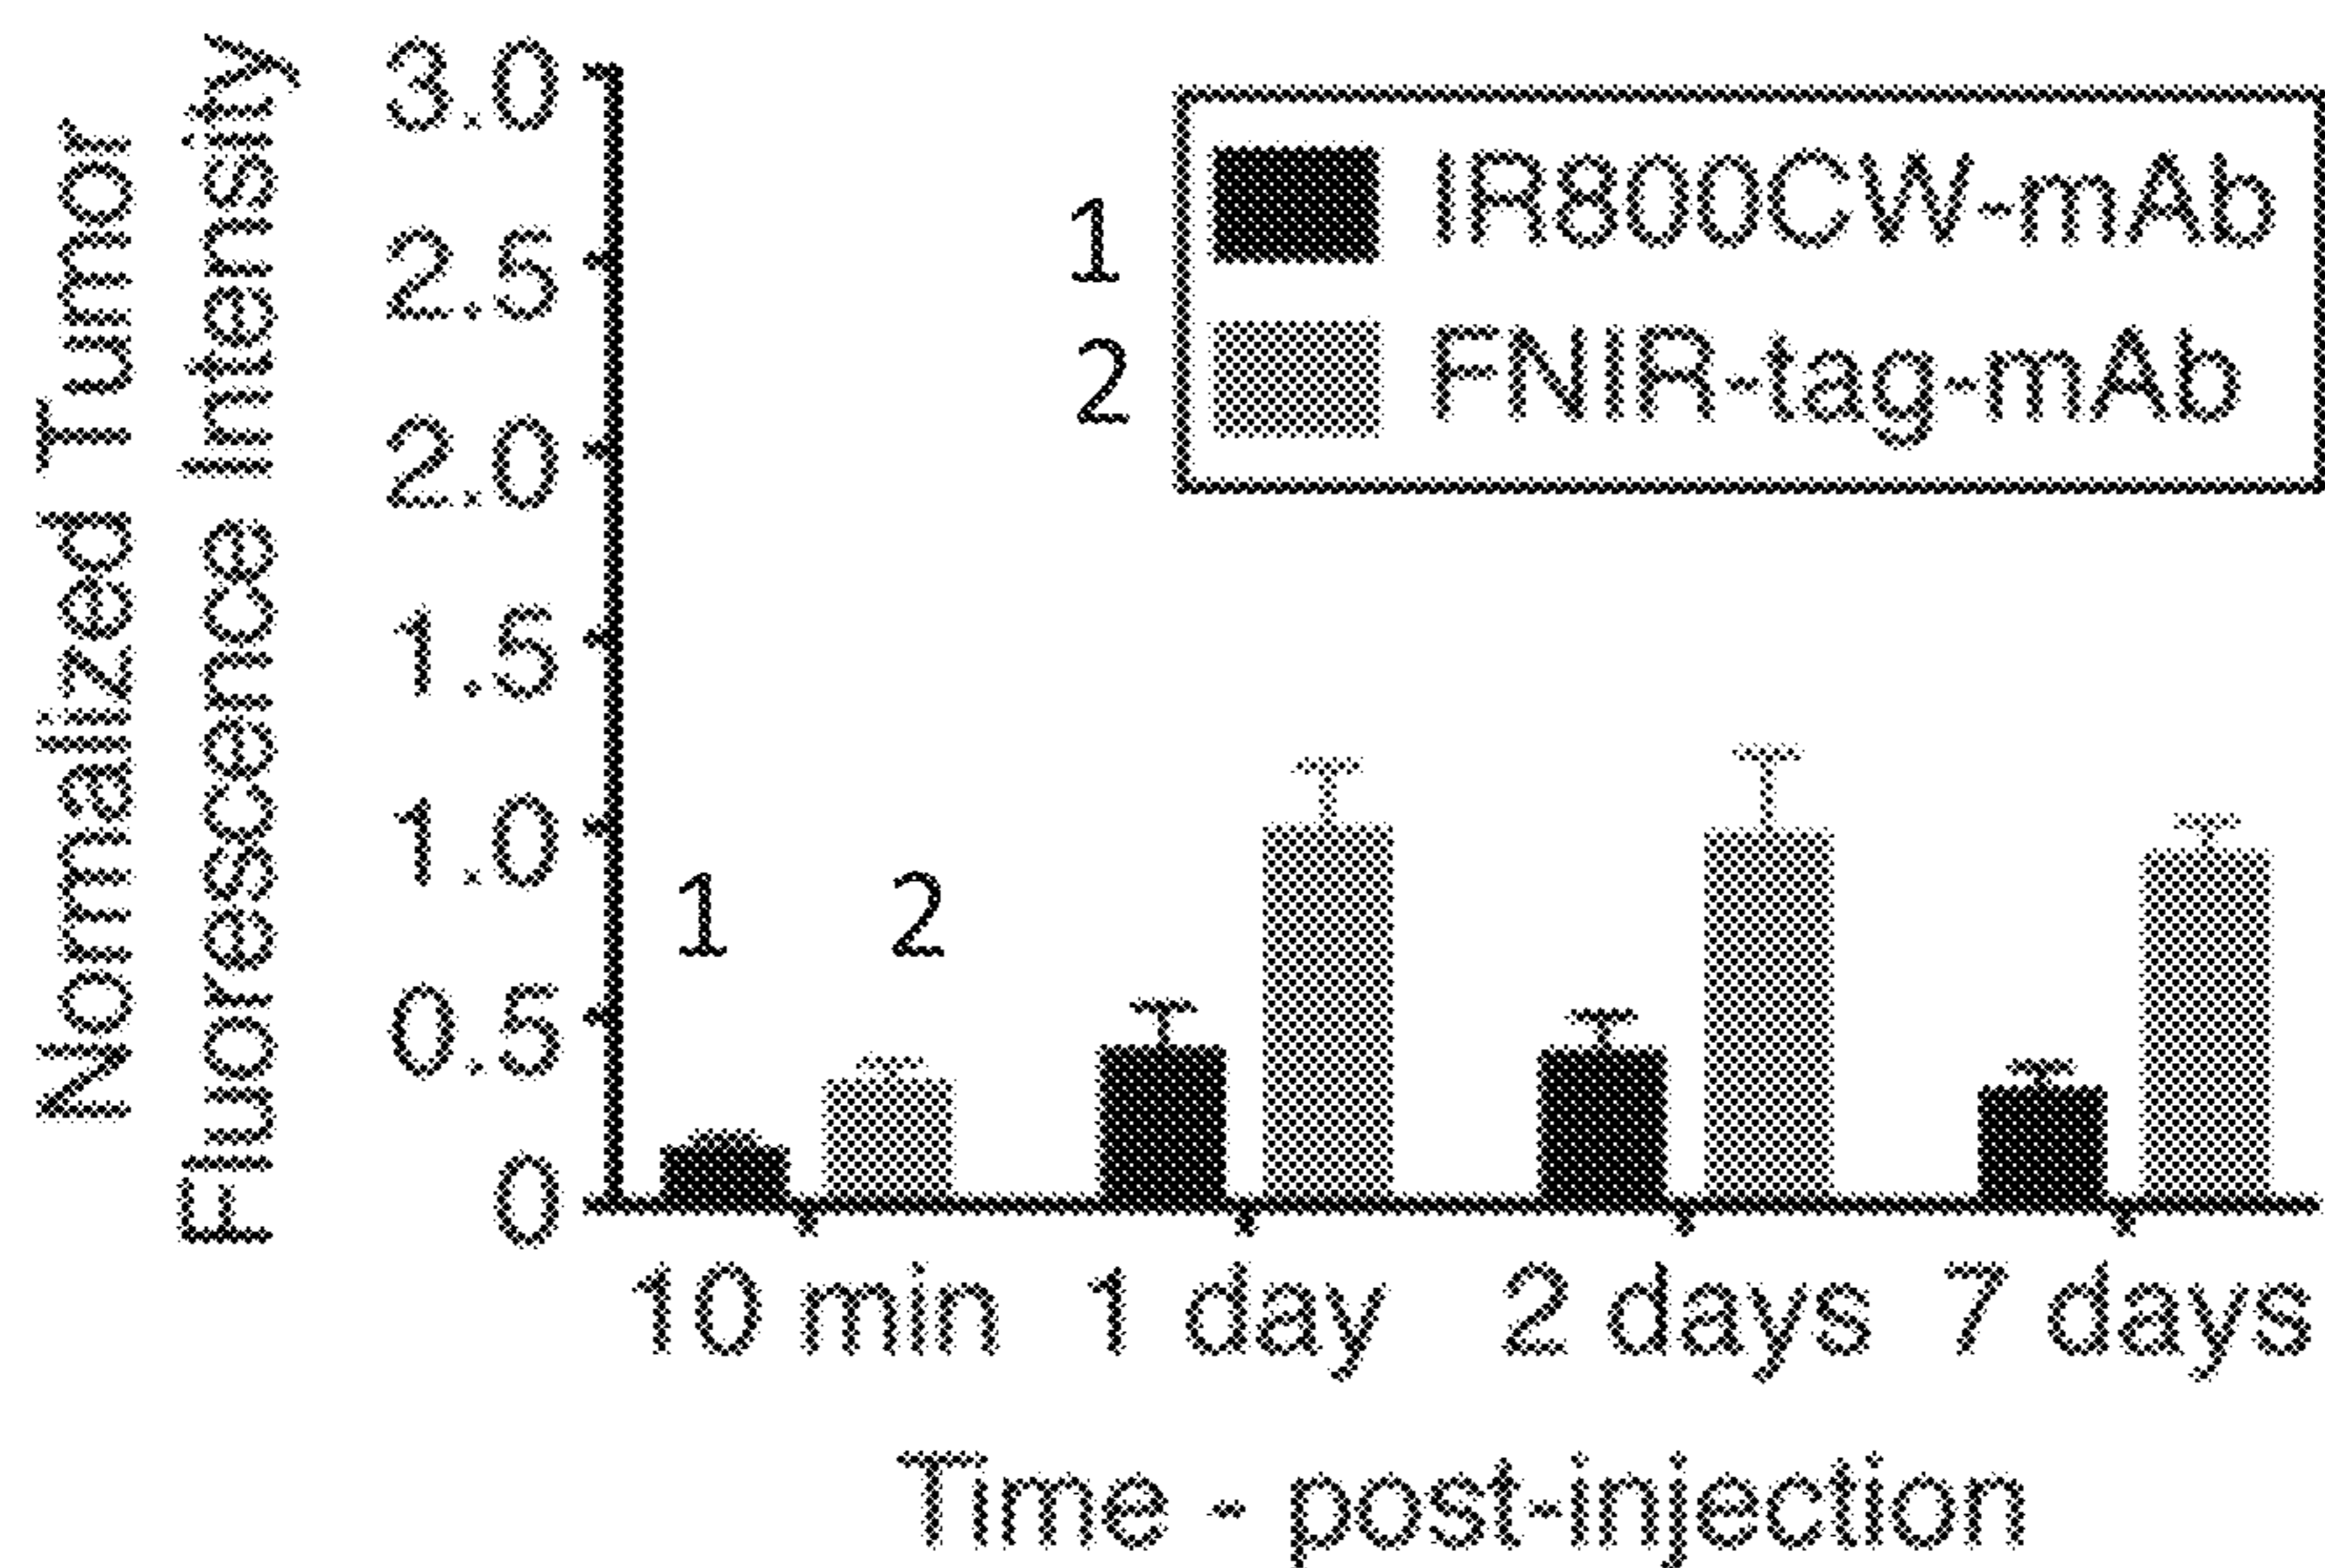 Normalized Tumor
Fluorescence Intensity
3.0
2.5
2.0
1.5
1.0
0.5
0
1 IR800CW-mAb
2 FNIR-tag-mAb
1 2
10 min 1 day 2 days 7 days
Time - post-injection